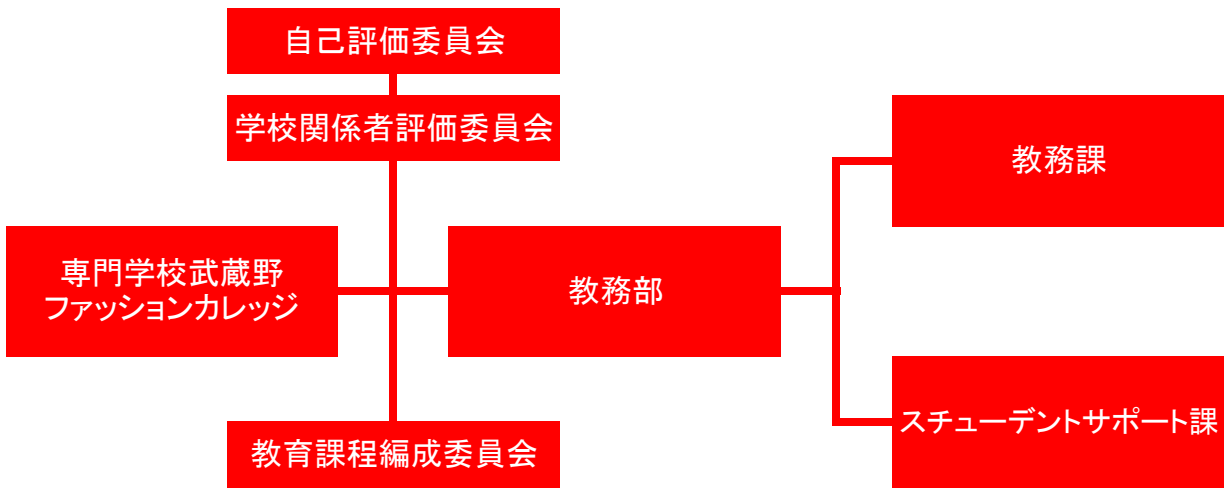 自己評価委員会
学校関係者評価委員会
専門学校武蔵野
ファッションカレッジ
教務部
教務課
スチューデントサポート課
教育課程編成委員会